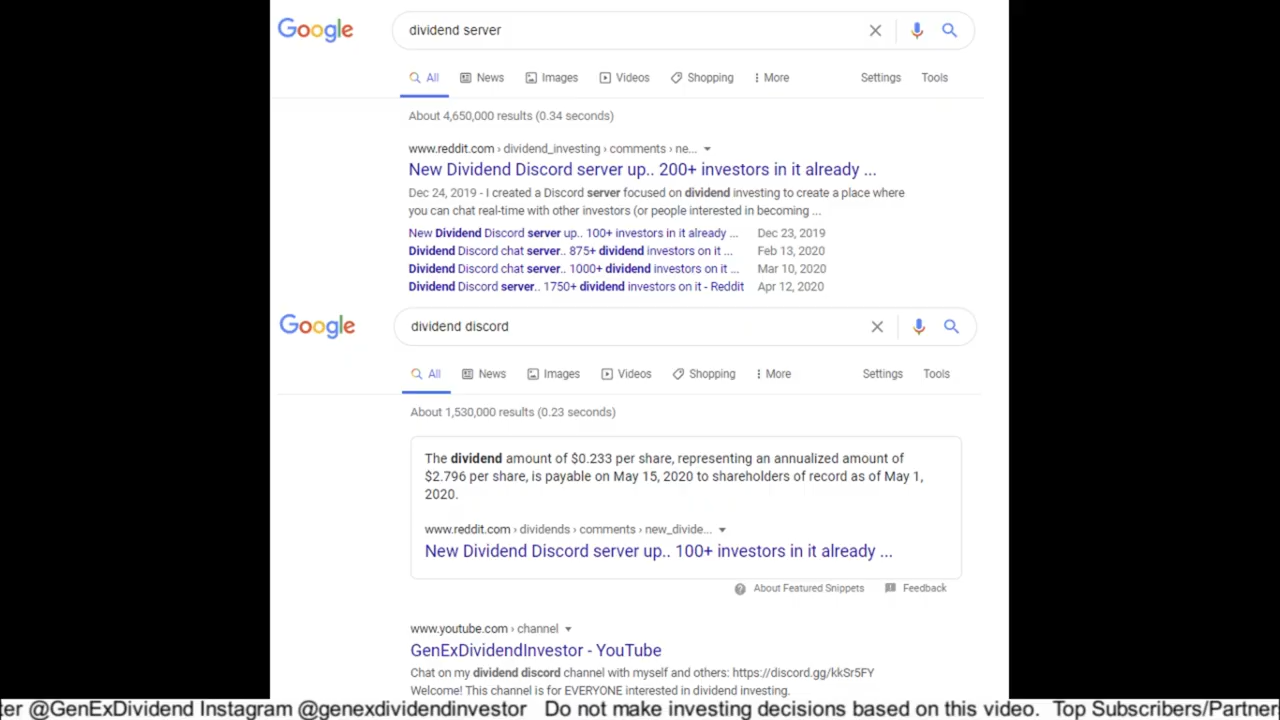 Google
dividend server
All News Images Videos Shopping More Settings Tools
About 4,650,000 results (0.34 seconds)
www.reddit.com › dividend_investing › comments › ne...
New Dividend Discord server up.. 200+ investors in it already ...
Dec 24, 2019 - I created a Discord server focused on dividend investing to create a place where
you can chat real-time with other investors (or people interested in becoming ...
New Dividend Discord server up.. 100+ investors in it already ... Dec 23, 2019
Dividend Discord chat server.. 875+ dividend investors on it ... Feb 13, 2020
Dividend Discord chat server.. 1000+ dividend investors on it ... Mar 10, 2020
Dividend Discord server.. 1750+ dividend investors on it - Reddit Apr 12, 2020
Google
dividend discord
All News Images Videos Shopping More Settings Tools
About 1,530,000 results (0.23 seconds)
The dividend amount of $0.233 per share, representing an annualized amount of
$2.796 per share, is payable on May 15, 2020 to shareholders of record as of May 1,
2020.
www.reddit.com › dividends › comments › new_divide...
New Dividend Discord server up.. 100+ investors in it already ...
About Featured Snippets Feedback
www.youtube.com › channel
GenExDividendInvestor - YouTube
Chat on my dividend discord channel with myself and others: https://discord.gg/kkSr5FY
Welcome! This channel is for EVERYONE interested in dividend investing.
ter @GenExDividend Instagram @genexdividendinvestor Do not make investing decisions based on this video. Top Subscribers/Partner